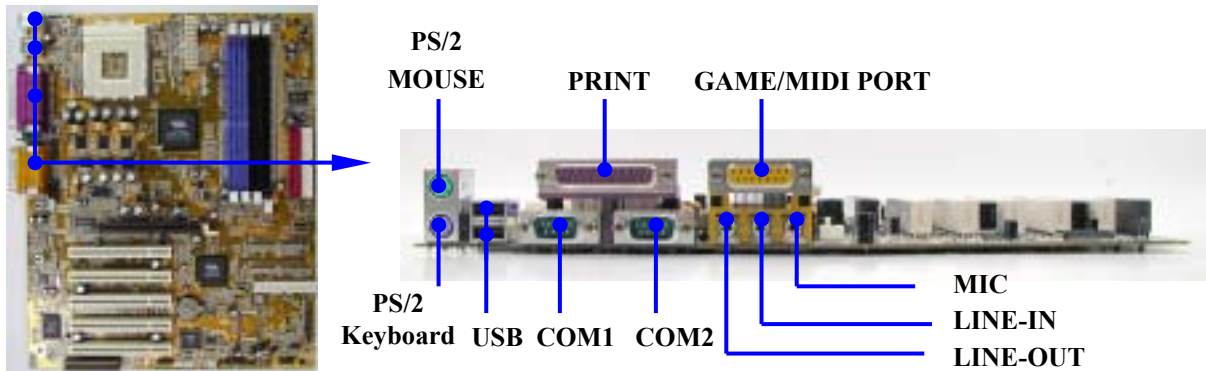 PS/2
MOUSE
PRINT
GAME/MIDI PORT
PS/2
Keyboard
USB
COM1
COM2
MIC
LINE-IN
LINE-OUT